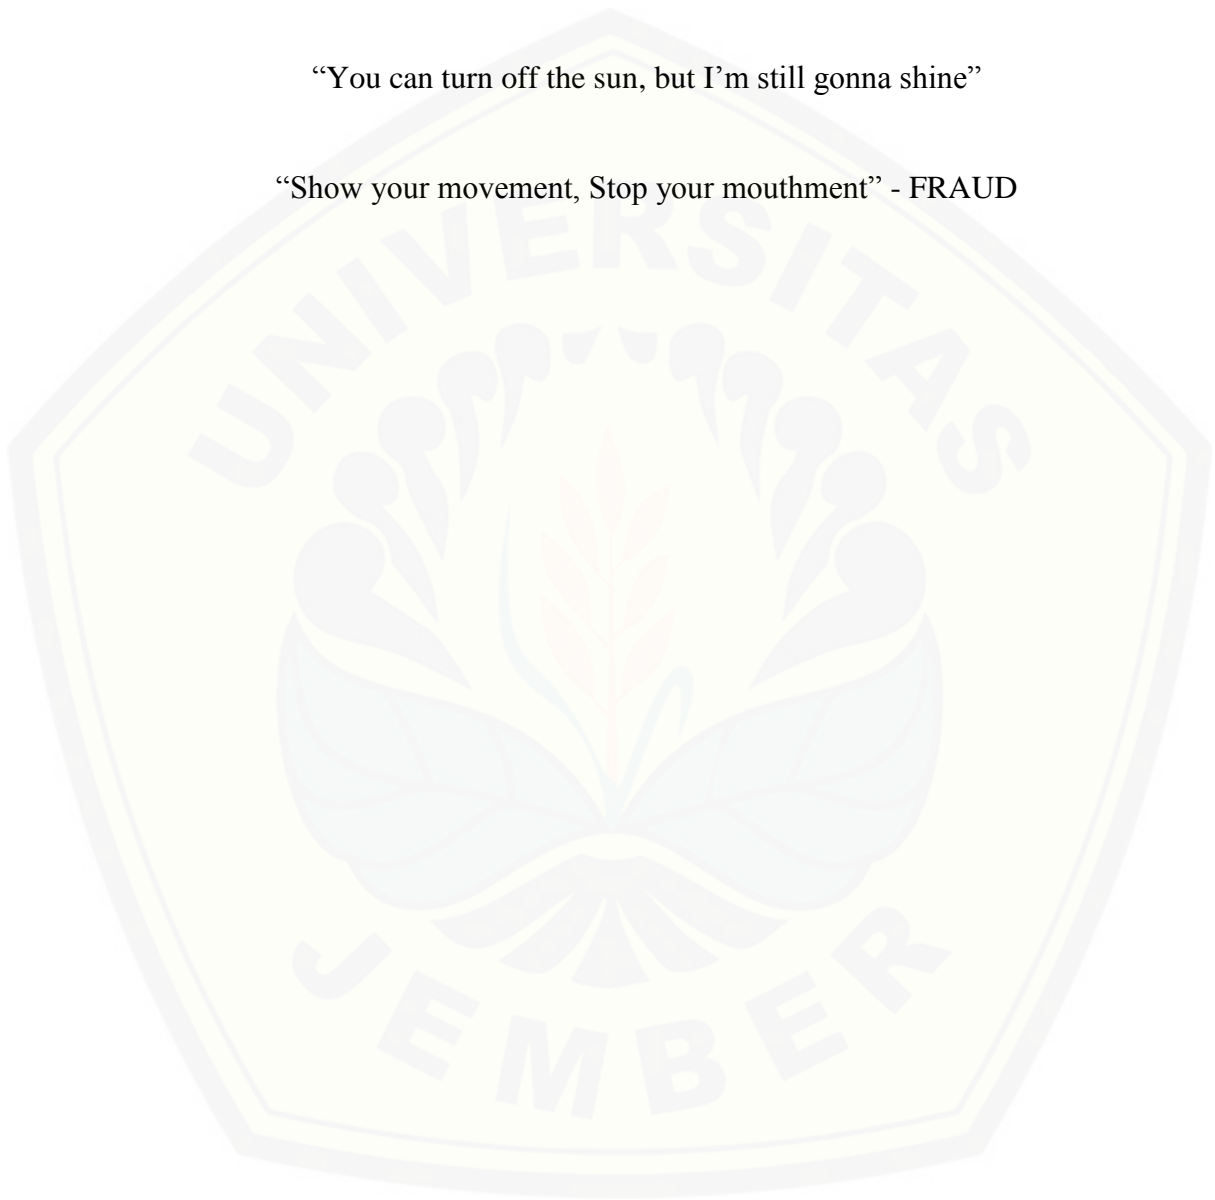 “You can turn off the sun, but I’m still gonna shine”
“Show your movement, Stop your mouthment” - FRAUD
UNIVERSITAS
JEMBER